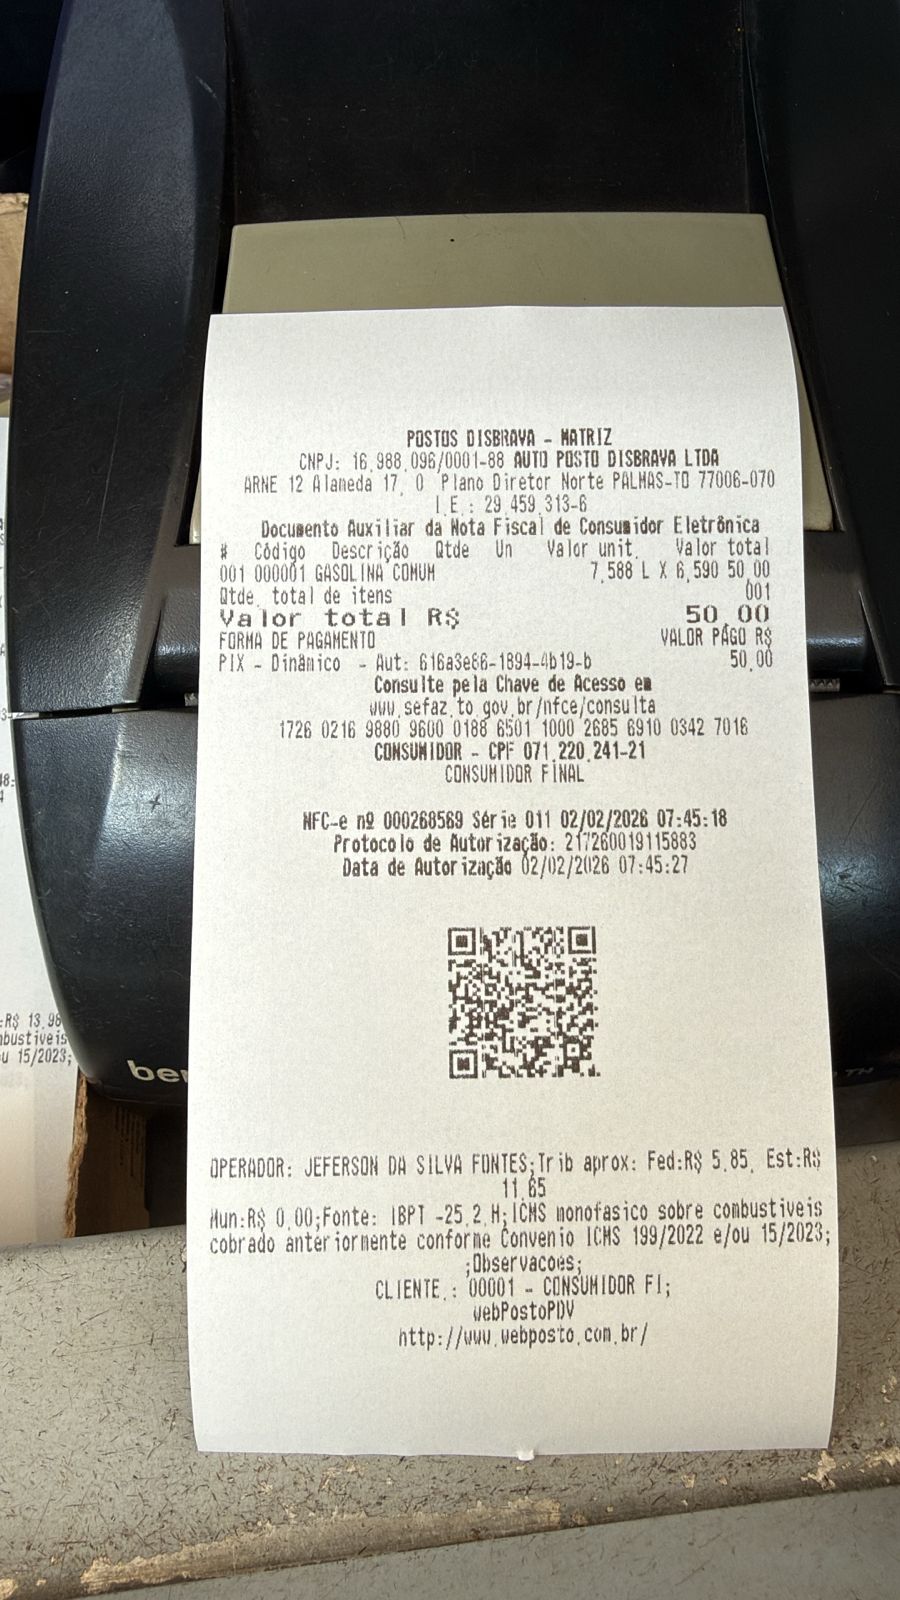 POSTOS DISBRAVA - MATRIZ
CNPJ: 16.988.096/0001-88 AUTO POSTO DISBRAVA LTDA
ARNE 12 Alameda 17, 0 Plano Diretor Norte PALMAS-TO 77006-070
I.E.: 29.459.313-6
Documento Auxiliar da Nota Fiscal de Consumidor Eletrônica
# Código Descrição Qtde Un Valor unit. Valor total
001 000001 GASOLINA COMUM 7,588 L X 6,590 50,00
Qtde. total de itens 001
Valor total R$ 50,00
FORMA DE PAGAMENTO VALOR PAGO R$
PIX - Dinâmico - Aut: 616a3e66-1894-4b19-b 50,00
Consulte pela Chave de Acesso em
www.sefaz.to.gov.br/nfce/consulta
1726 0216 9880 9600 0188 6501 1000 2685 6910 0342 7016
CONSUMIDOR - CPF 071.220.241-21
CONSUMIDOR FINAL
NFC-e nº 000268569 Série 011 02/02/2026 07:45:18
Protocolo de Autorização: 217260019115883
Data de Autorização 02/02/2026 07:45:27
OPERADOR: JEFERSON DA SILVA FONTES;Trib aprox: Fed:R$ 5,85, Est:R$
11,65
Mun:R$ 0,00;Fonte: IBPT -25.2.H;ICMS monofasico sobre combustiveis
cobrado anteriormente conforme Convenio ICMS 199/2022 e/ou 15/2023;
;Observacoes;
CLIENTE.: 00001 - CONSUMIDOR FI;
webPostoPDV
http://www.webposto.com.br/